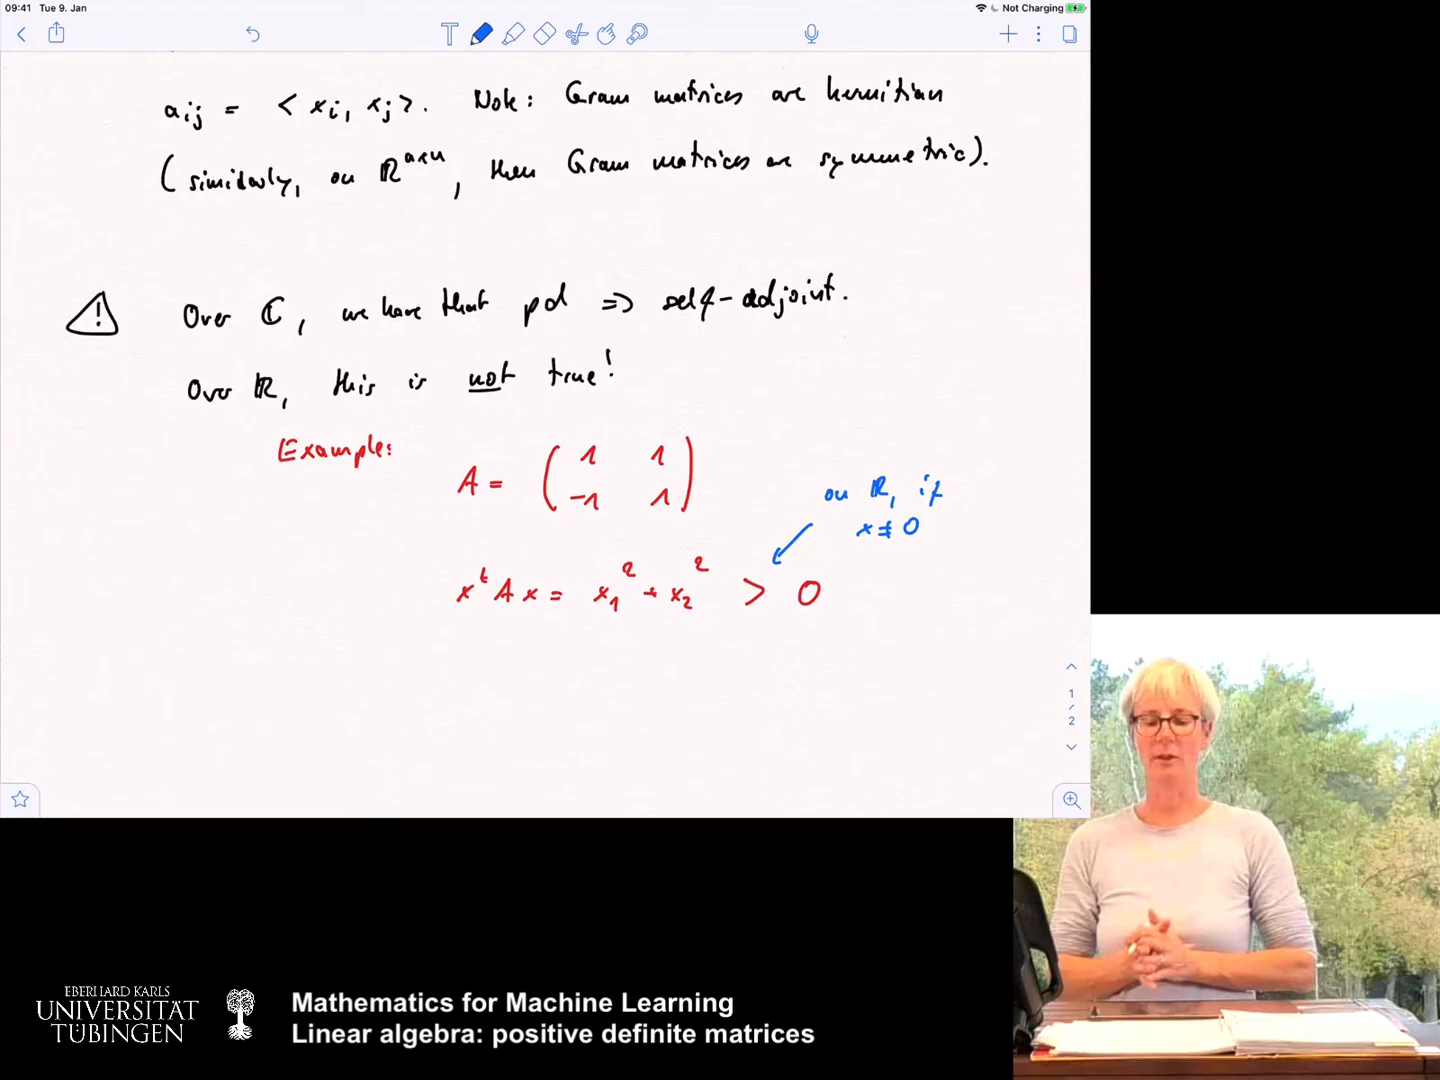 09:41 Tue 9. Jan
Not Charging
a_ij = < x_i, x_j >. Note: Gram matrices are hermitian
(similarly, on ℝ^{n×n}, then Gram matrices are symmetric).
Over ℂ, we have that pd => self-adjoint.
Over ℝ, this is not true!
Example:
A = ( 1 1
-1 1 )
on ℝ, if
x ≠ 0
x^t A x = x_1^2 + x_2^2 > 0
1
/
2
EBERHARD KARLS
UNIVERSITÄT
TÜBINGEN
Mathematics for Machine Learning
Linear algebra: positive definite matrices